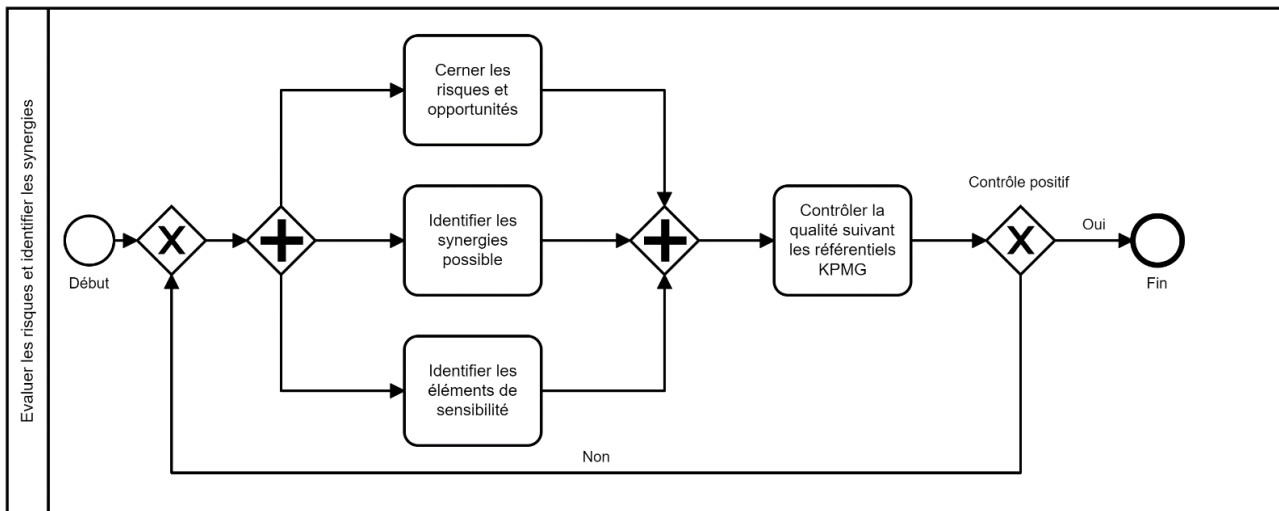 Evaluer les risques et identifier les synergies
Début
Cerner les
risques et
opportunités
Identifier les
synergies
possible
Identifier les
éléments de
sensibilité
Contrôler la
qualité suivant
les référentiels
KPMG
Contrôle positif
Oui
Fin
Non